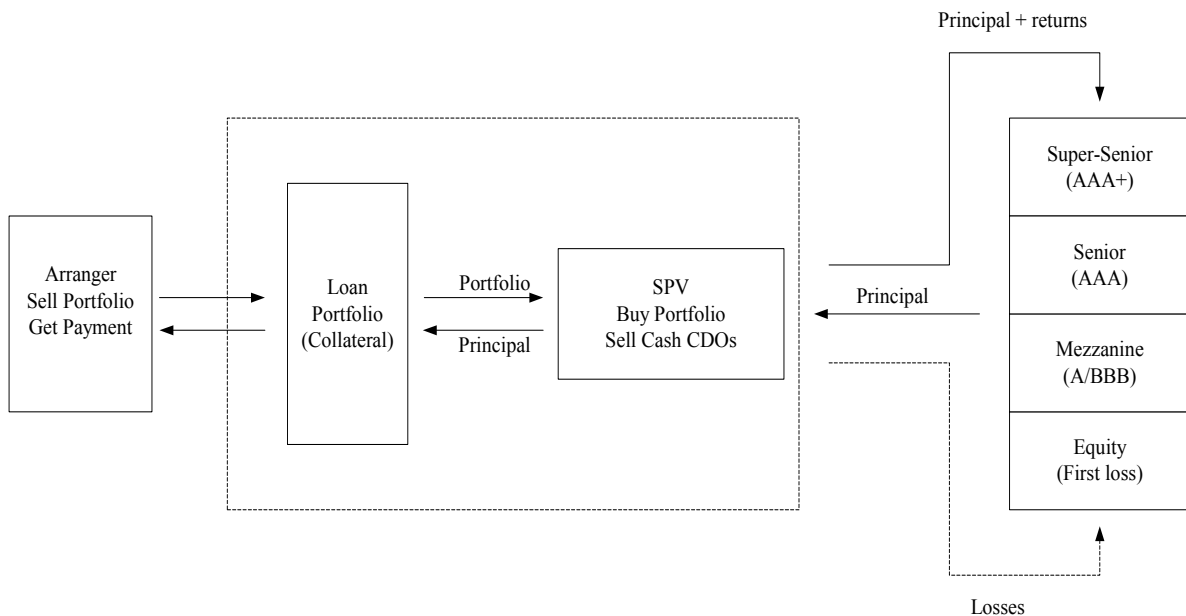 Principal + returns
Arranger
Sell Portfolio
Get Payment
Loan
Portfolio
(Collateral)
Portfolio
Principal
SPV
Buy Portfolio
Sell Cash CDOs
Principal
Super-Senior
(AAA+)
Senior
(AAA)
Mezzanine
(A/BBB)
Equity
(First loss)
Losses